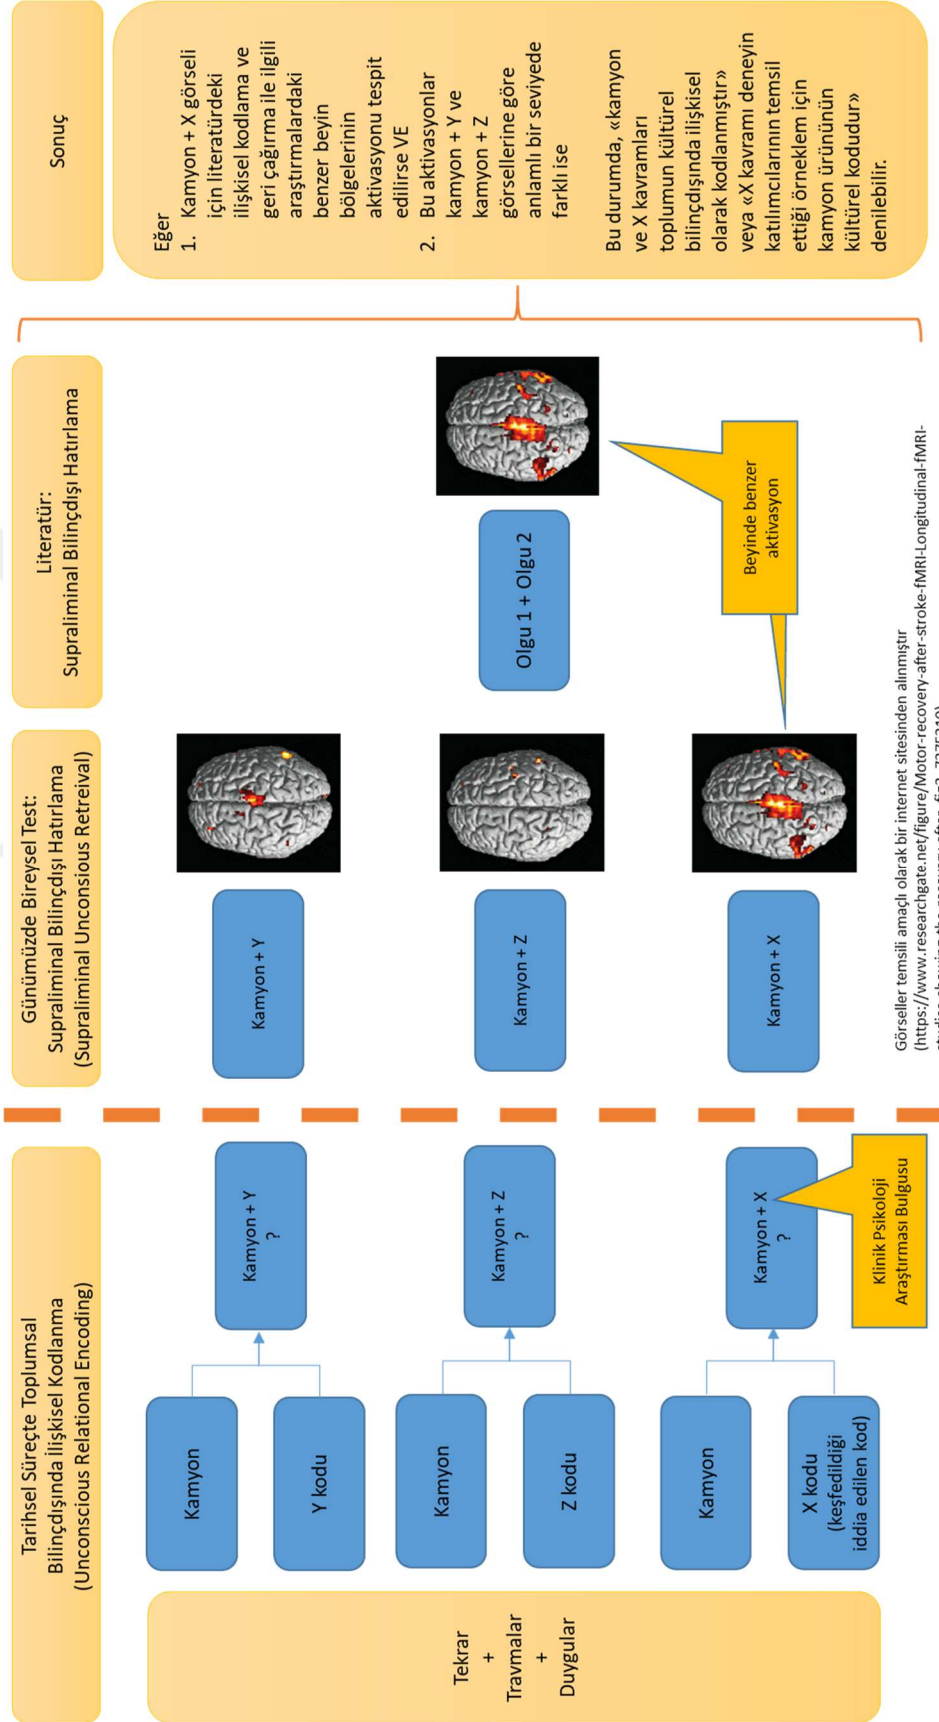 Tarihsel Süreçte Toplumsal
Bilinçdışında İlişkisel Kodlanma
(Unconscious Relational Encoding)
Tekrar
+
Travmalar
+
Duygular
Kamyon
Y kodu
Kamyon + Y
?
Kamyon
Z kodu
Kamyon + Z
?
Kamyon
X kodu
(keşfedildiği
iddia edilen kod)
Kamyon + X
?
Klinik Psikoloji
Araştırması Bulgusu
Günümüzde Bireysel Test:
Supraliminal Bilinçdışı Hatırlama
(Supraliminal Unconsious Retreival)
Kamyon + Y
Kamyon + Z
Kamyon + X
Literatür:
Supraliminal Bilinçdışı Hatırlama
Olgu 1 + Olgu 2
Beyinde benzer
aktivasyon
Görseller temsili amaçlı olarak bir internet sitesinden alınmıştır
(https://www.researchgate.net/figure/Motor-recovery-after-stroke-fMRI-Longitudinal-fMRI-
Sonuç
Eğer
1. Kamyon + X görseli
için literatürdeki
ilişkisel kodlama ve
geri çağırma ile ilgili
araştırmalardaki
benzer beyin
bölgelerinin
aktivasyonu tespit
edilirse VE
2. Bu aktivasyonlar
kamyon + Y ve
kamyon + Z
görsellerine göre
anlamlı bir seviyede
farklı ise
Bu durumda, «kamyon
ve X kavramları
toplumun kültürel
bilinçdışında ilişkisel
olarak kodlanmıştır»
veya «X kavramı deneyin
katılımcılarının temsil
ettiği örneklem için
kamyon ürününün
kültürel kodudur»
denilebilir.